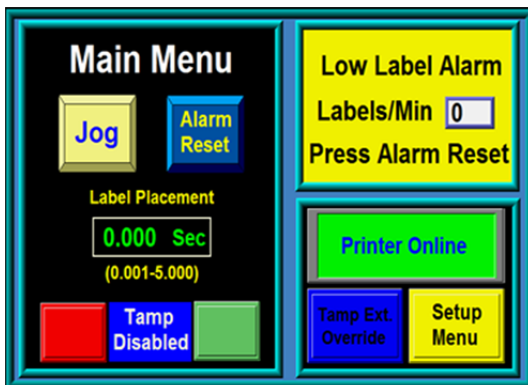 Main Menu
Jog
Alarm
Reset
Label Placement
0.000 Sec
(0.001-5.000)
Tamp
Disabled
Low Label Alarm
Labels/Min 0
Press Alarm Reset
Printer Online
Tamp Ext.
Override
Setup
Menu